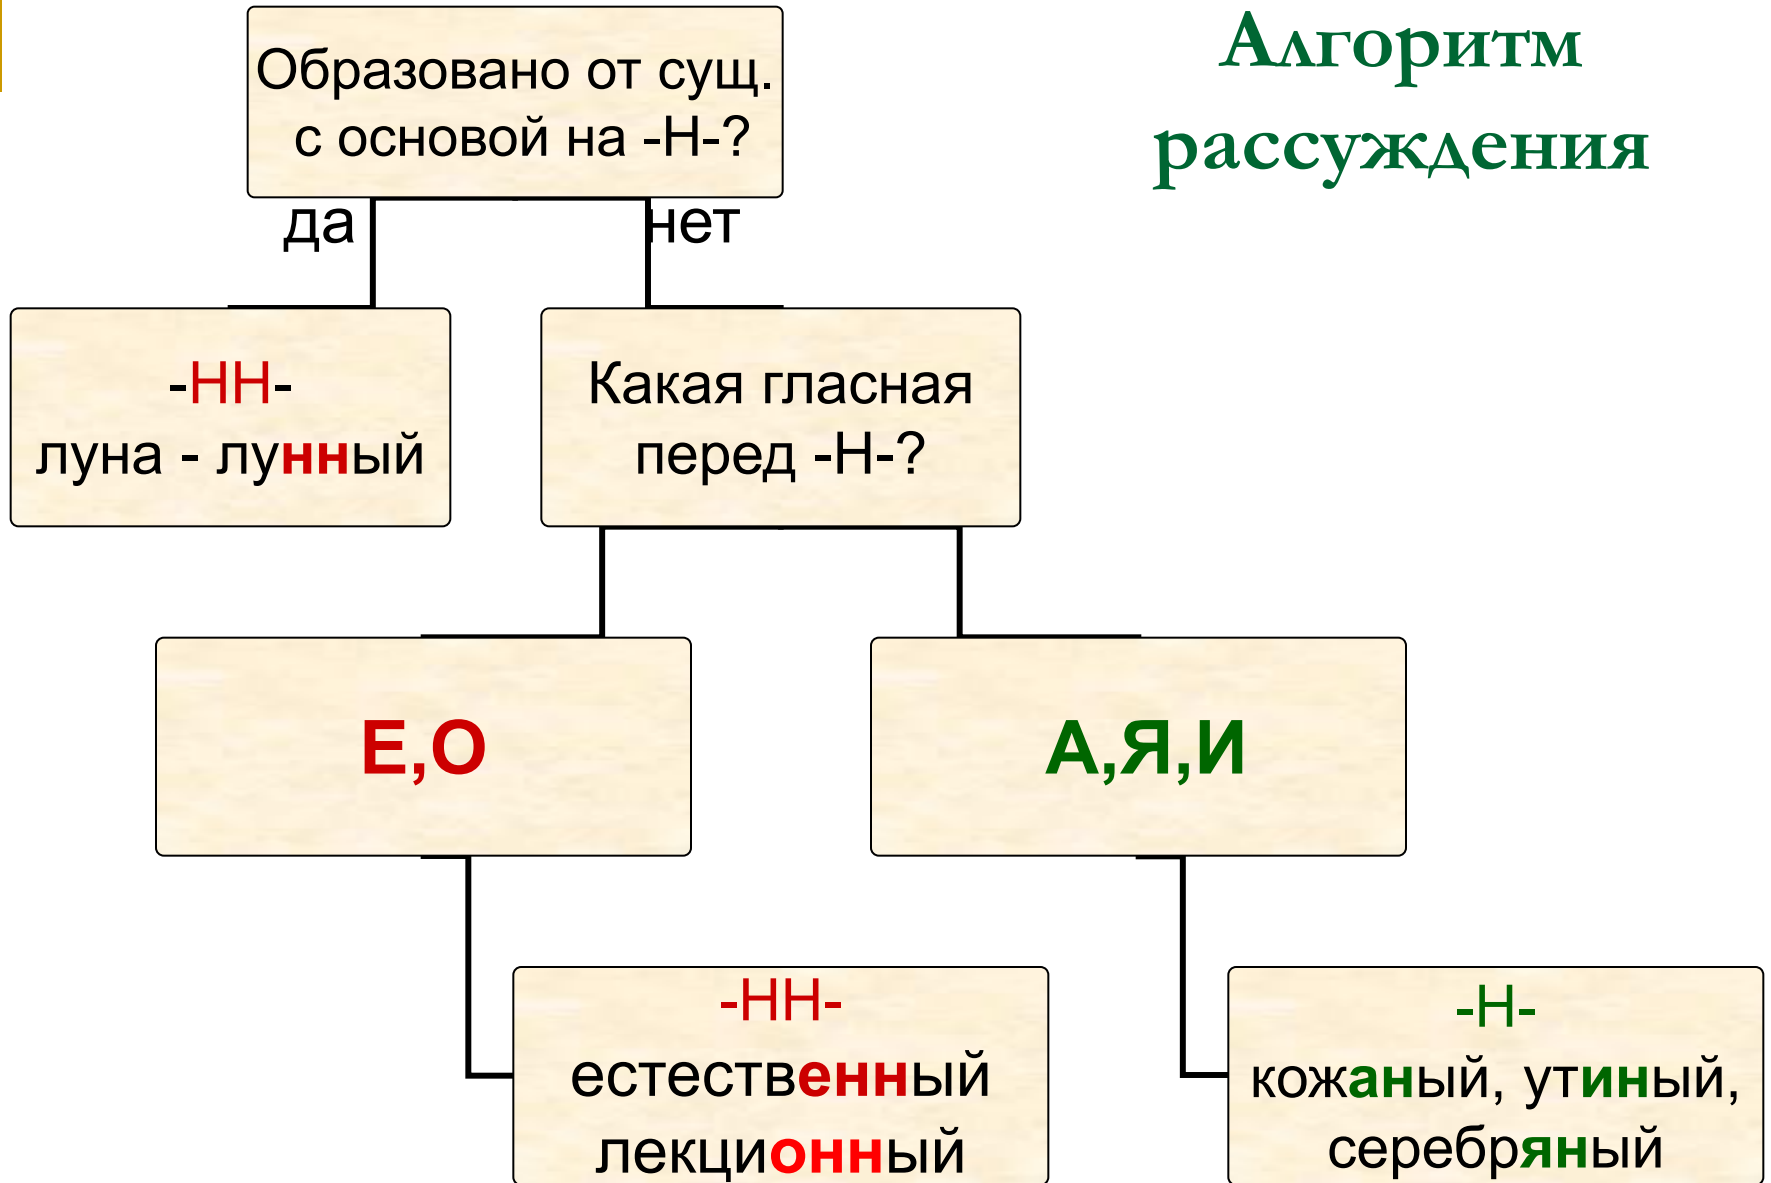 Алгоритм
рассуждения
Образовано от сущ.
с основой на -Н-?
да
нет
-НН-
луна - лунный
Какая гласная
перед -Н-?
Е,О
А,Я,И
-НН-
естественный
лекционный
-Н-
кожаный, утиный,
серебряный